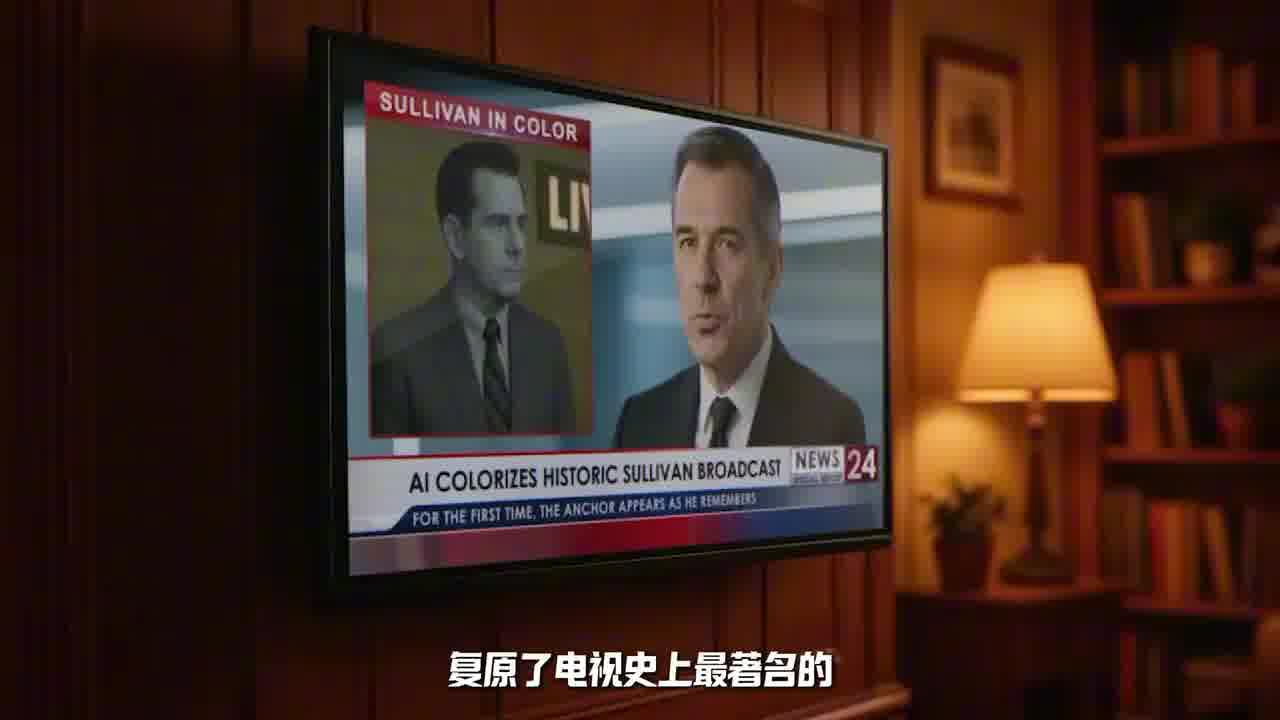 SULLIVAN IN COLOR
LIV
AI COLORIZES HISTORIC SULLIVAN BROADCAST
NEWS 24
FOR THE FIRST TIME, THE ANCHOR APPEARS AS HE REMEMBERS
复原了电视史上最著名的